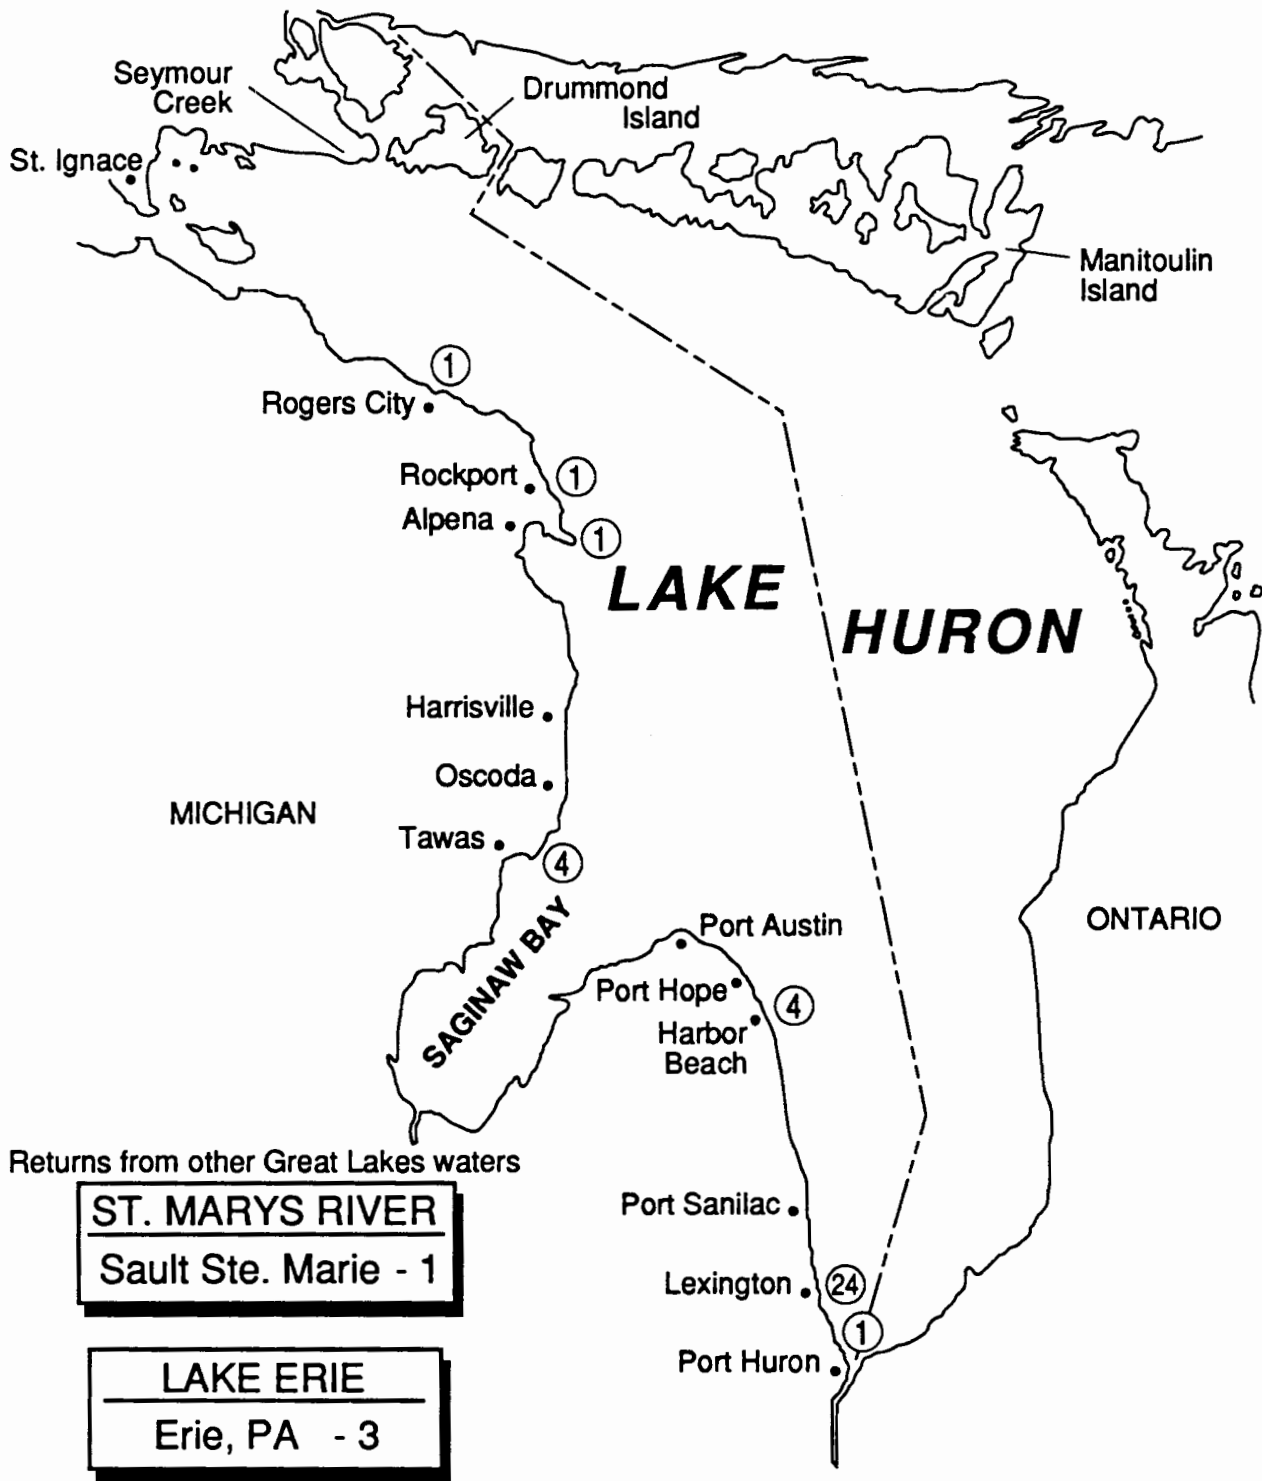 Seymour
Creek
Drummond
Island
St. Ignace
Manitoulin
Island
1
Rogers City
Rockport
1
Alpena
1
LAKE
HURON
Harrisville
Oscoda
MICHIGAN
Tawas
4
SAGINAW BAY
Port Austin
ONTARIO
Port Hope
4
Harbor
Beach
Returns from other Great Lakes waters
ST. MARYS RIVER
Sault Ste. Marie - 1
Port Sanilac
Lexington
24
1
Port Huron
LAKE ERIE
Erie, PA - 3